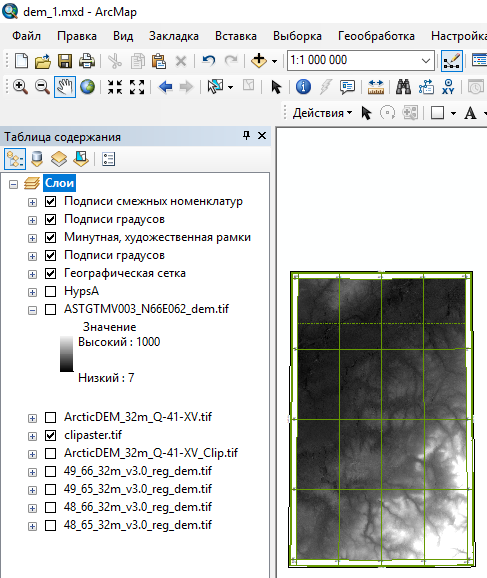 dem_1.mxd - ArcMap
Файл Правка Вид Закладка Вставка Выборка Геообработка Настройка
1:1 000 000
XY
Действия A
Таблица содержания
Слои
Подписи смежных номенклатур
Подписи градусов
Минутная, художественная рамки
Подписи градусов
Географическая сетка
HypsA
ASTGTMV003_N66E062_dem.tif
Значение
Высокий : 1000
Низкий : 7
ArcticDEM_32m_Q-41-XV.tif
clipaster.tif
ArcticDEM_32m_Q-41-XV_Clip.tif
49_66_32m_v3.0_reg_dem.tif
49_65_32m_v3.0_reg_dem.tif
48_66_32m_v3.0_reg_dem.tif
48_65_32m_v3.0_reg_dem.tif